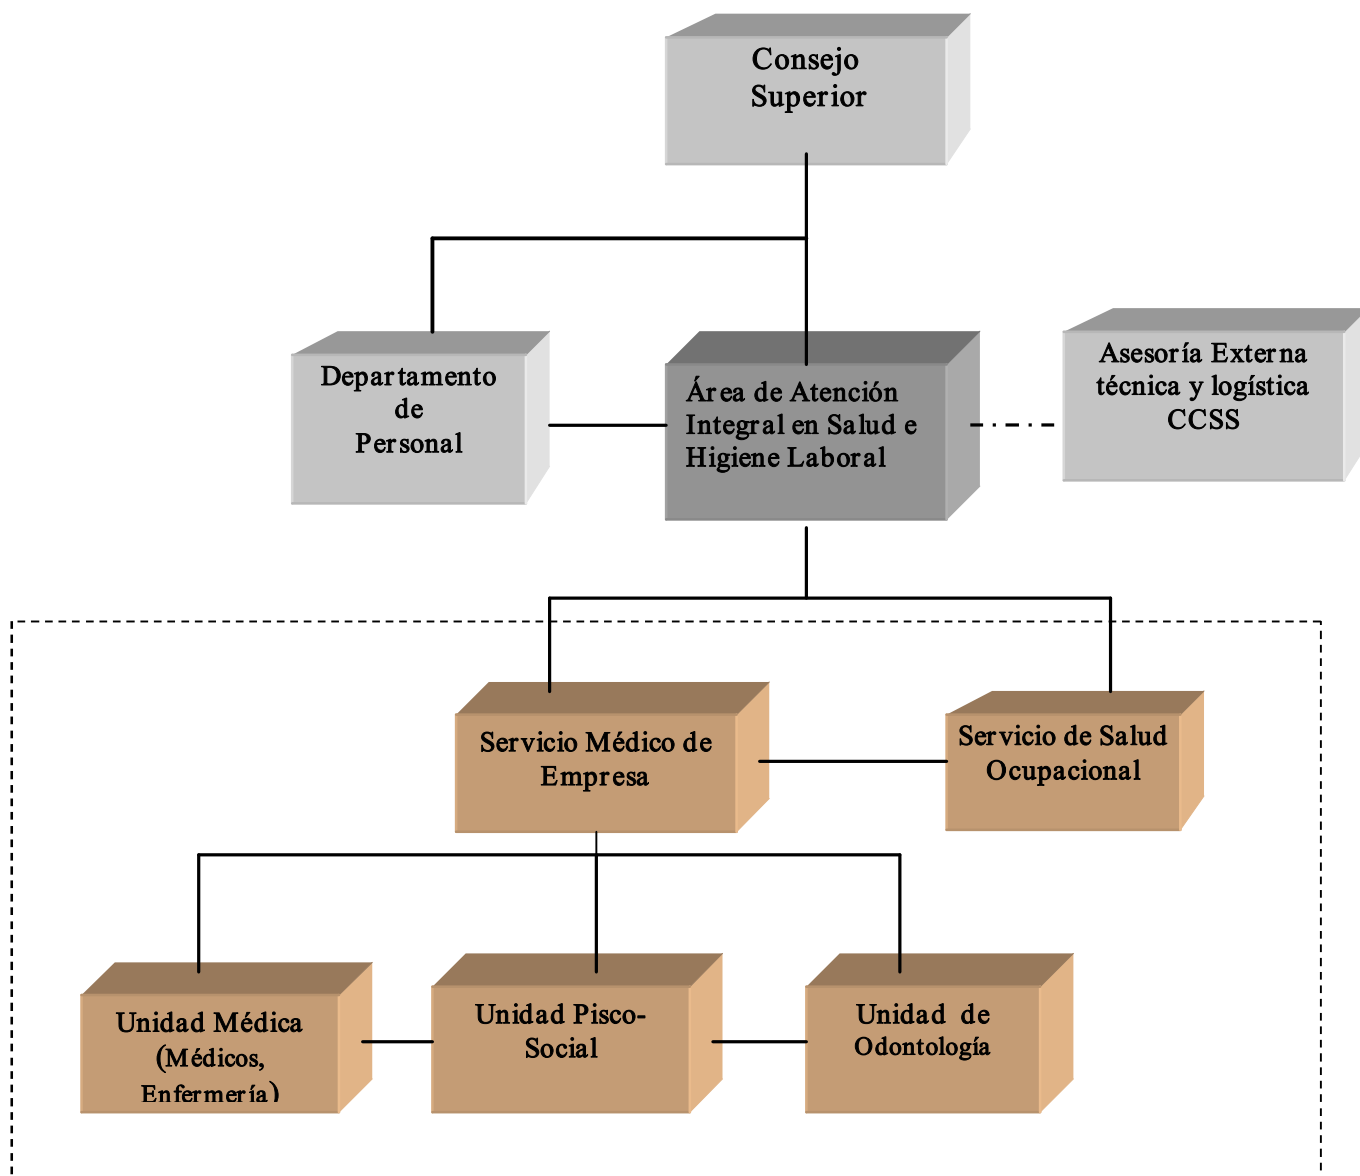 Consejo
Superior
Departamento
de
Personal
Área de Atención
Integral en Salud e
Higiene Laboral
Asesoría Externa
técnica y logística
CCSS
Servicio Médico de
Empresa
Servicio de Salud
Ocupacional
Unidad Médica
(Médicos,
Enfermería)
Unidad Pisco-
Social
Unidad de
Odontología